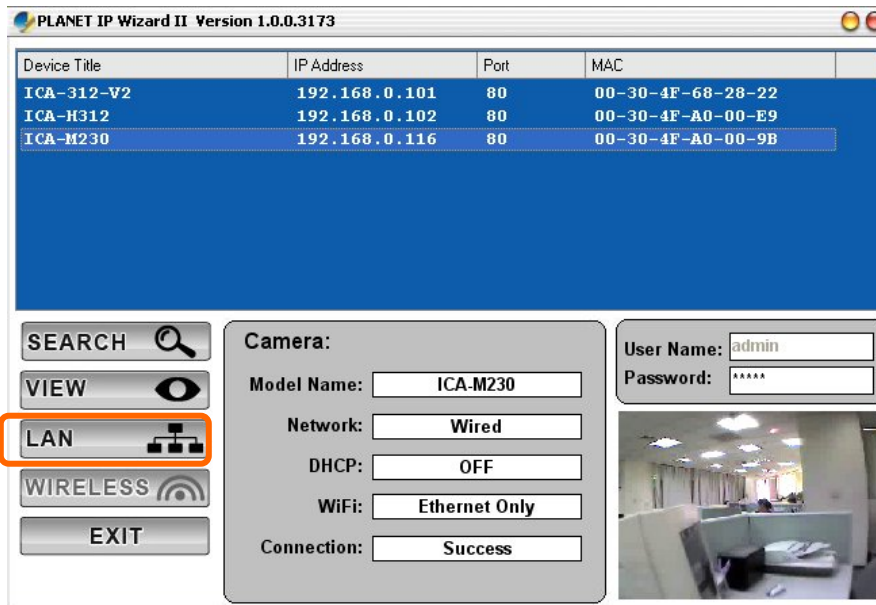 PLANET IP Wizard II Version 1.0.0.3173
Device Title IP Address Port MAC
ICA-312-V2 192.168.0.101 80 00-30-4F-68-28-22
ICA-H312 192.168.0.102 80 00-30-4F-A0-00-E9
ICA-M230 192.168.0.116 80 00-30-4F-A0-00-9B
SEARCH
VIEW
LAN
WIRELESS
EXIT
Camera:
Model Name: ICA-M230
Network: Wired
DHCP: OFF
WiFi: Ethernet Only
Connection: Success
User Name: admin
Password: *****